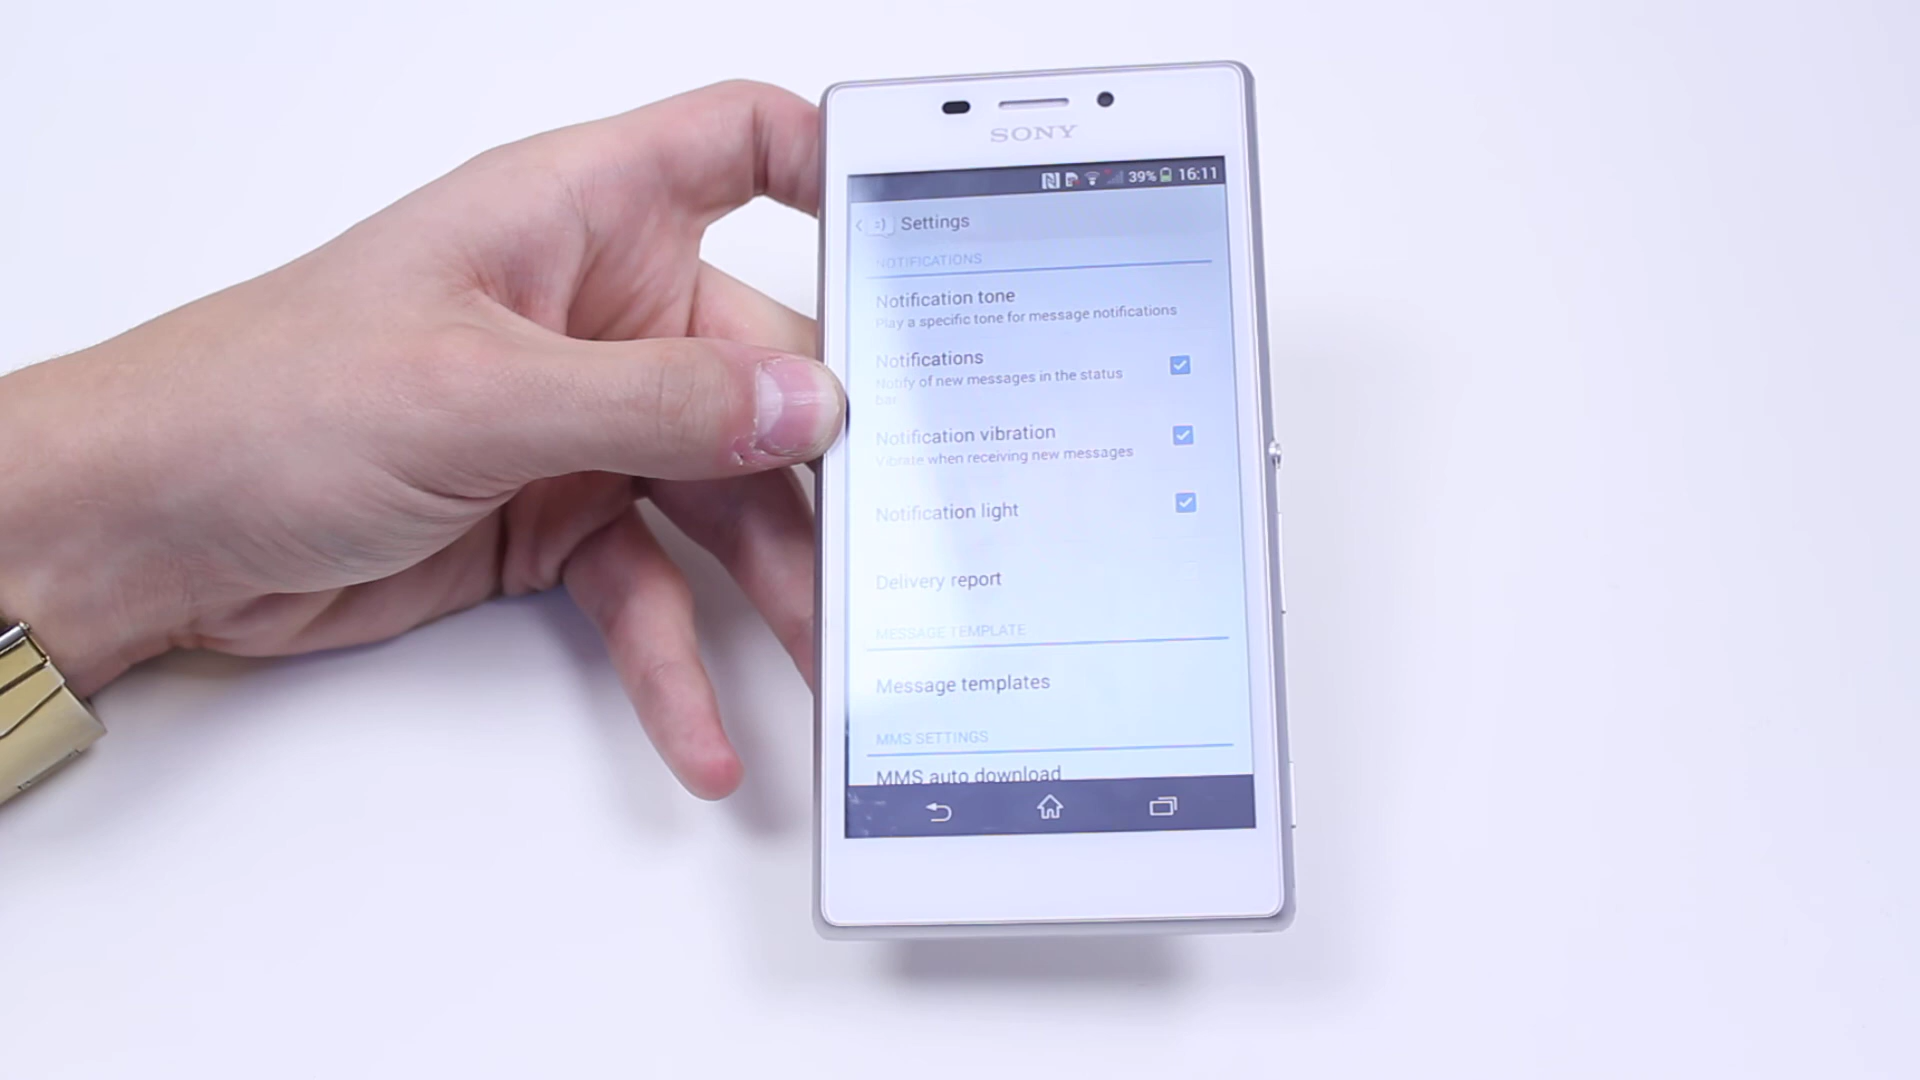 SONY
39% 16:11
Settings
NOTIFICATIONS
Notification tone
Play a specific tone for message notifications
Notifications
Notify of new messages in the status
bar
Notification vibration
Vibrate when receiving new messages
Notification light
Delivery report
MESSAGE TEMPLATE
Message templates
MMS SETTINGS
MMS auto download